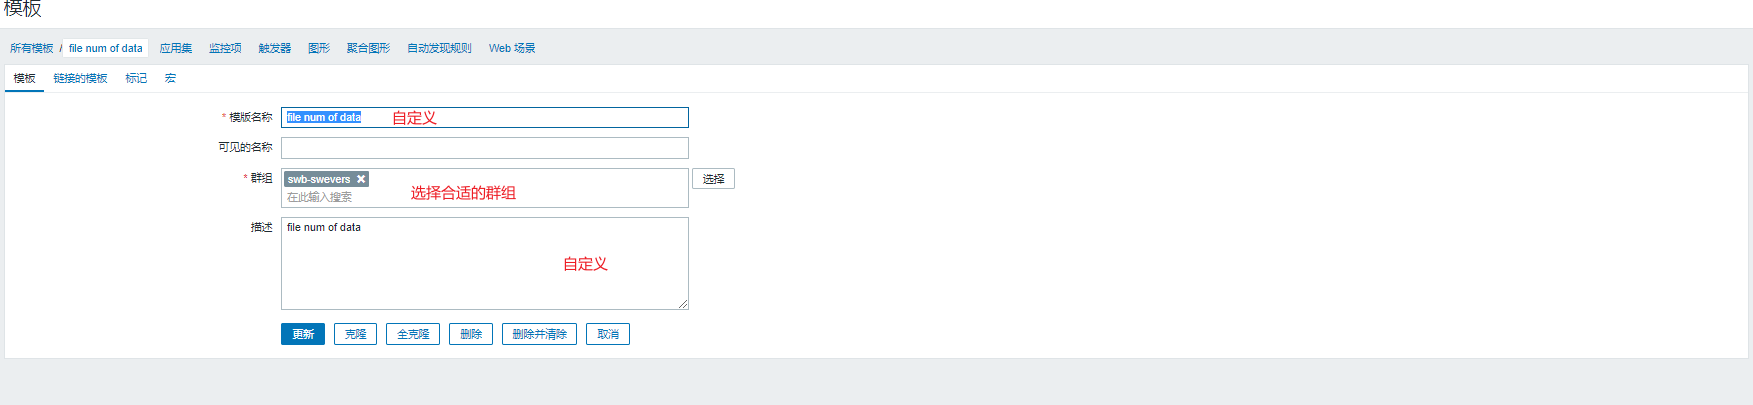 模板
所有模板 / file num of data 应用集 监控项 触发器 图形 聚合图形 自动发现规则 Web 场景
模板 链接的模板 标记 宏
* 模版名称 file num of data 自定义
可见的名称
* 群组 swb-swevers ✖ 选择
在此输入搜索 选择合适的群组
描述 file num of data
自定义
更新 克隆 全克隆 删除 删除并清除 取消